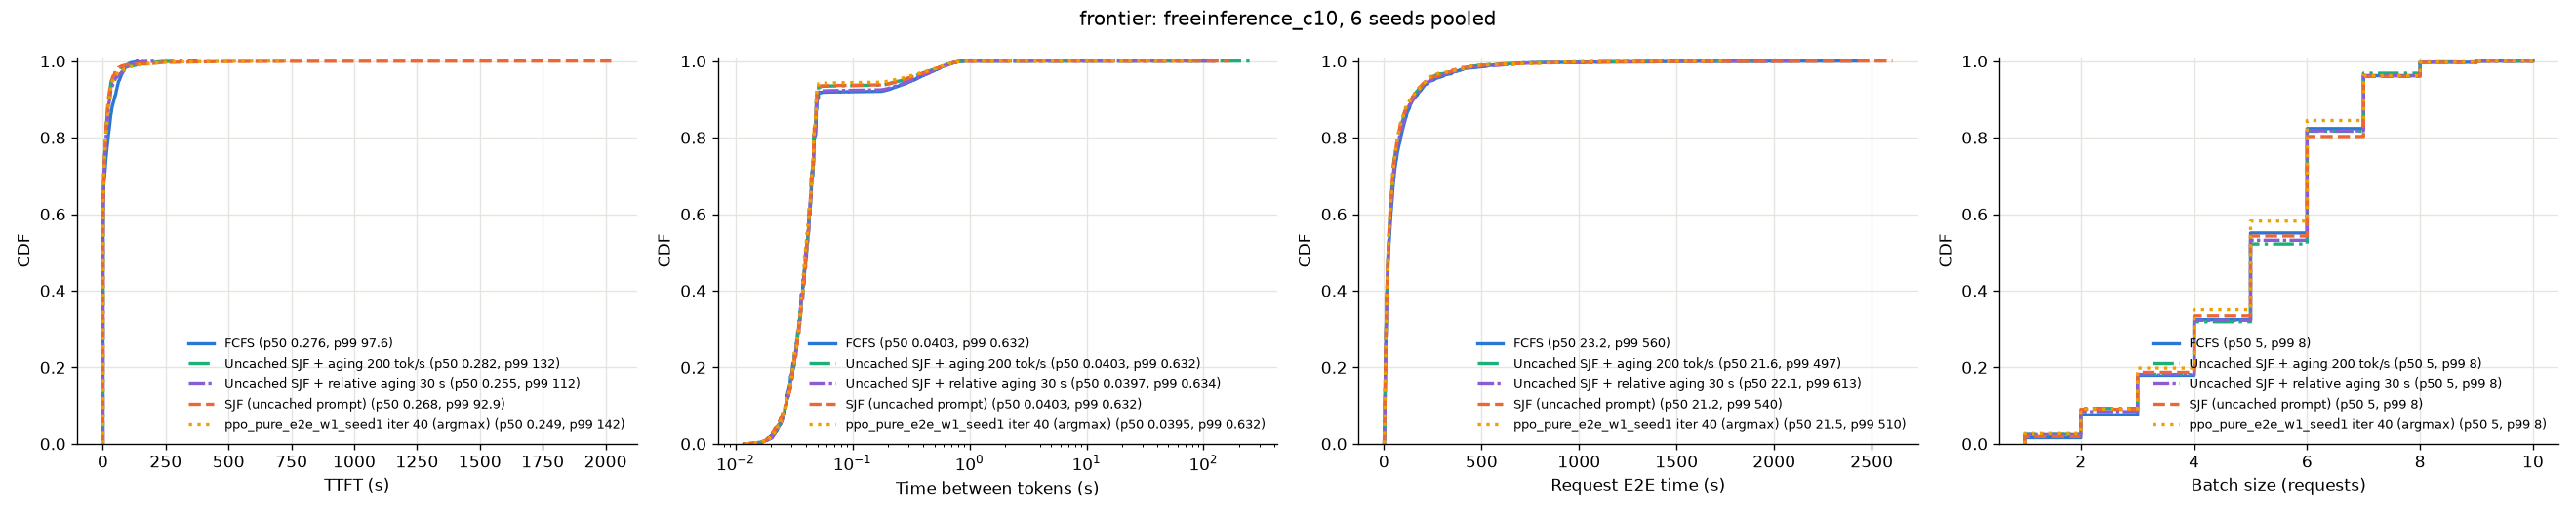 frontier: freeinference_c10, 6 seeds pooled
CDF
1.0
0.8
0.6
0.4
0.2
0.0
FCFS (p50 0.276, p99 97.6)
Uncached SJF + aging 200 tok/s (p50 0.282, p99 132)
Uncached SJF + relative aging 30 s (p50 0.255, p99 112)
SJF (uncached prompt) (p50 0.268, p99 92.9)
ppo_pure_e2e_w1_seed1 iter 40 (argmax) (p50 0.249, p99 142)
0 250 500 750 1000 1250 1500 1750 2000
TTFT (s)
CDF
1.0
0.8
0.6
0.4
0.2
0.0
FCFS (p50 0.0403, p99 0.632)
Uncached SJF + aging 200 tok/s (p50 0.0403, p99 0.632)
Uncached SJF + relative aging 30 s (p50 0.0397, p99 0.634)
SJF (uncached prompt) (p50 0.0403, p99 0.632)
ppo_pure_e2e_w1_seed1 iter 40 (argmax) (p50 0.0395, p99 0.632)
10⁻² 10⁻¹ 10⁰ 10¹ 10²
Time between tokens (s)
CDF
1.0
0.8
0.6
0.4
0.2
0.0
FCFS (p50 23.2, p99 560)
Uncached SJF + aging 200 tok/s (p50 21.6, p99 497)
Uncached SJF + relative aging 30 s (p50 22.1, p99 613)
SJF (uncached prompt) (p50 21.2, p99 540)
ppo_pure_e2e_w1_seed1 iter 40 (argmax) (p50 21.5, p99 510)
0 500 1000 1500 2000 2500
Request E2E time (s)
CDF
1.0
0.8
0.6
0.4
0.2
0.0
FCFS (p50 5, p99 8)
Uncached SJF + aging 200 tok/s (p50 5, p99 8)
Uncached SJF + relative aging 30 s (p50 5, p99 8)
SJF (uncached prompt) (p50 5, p99 8)
ppo_pure_e2e_w1_seed1 iter 40 (argmax) (p50 5, p99 8)
2 4 6 8 10
Batch size (requests)